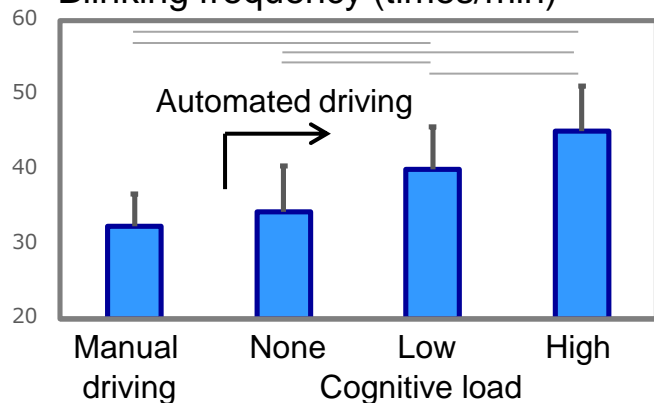 Blinking frequency (times/min)
60
50
40
30
20
Automated driving
Manual driving
None
Low
High
Cognitive load